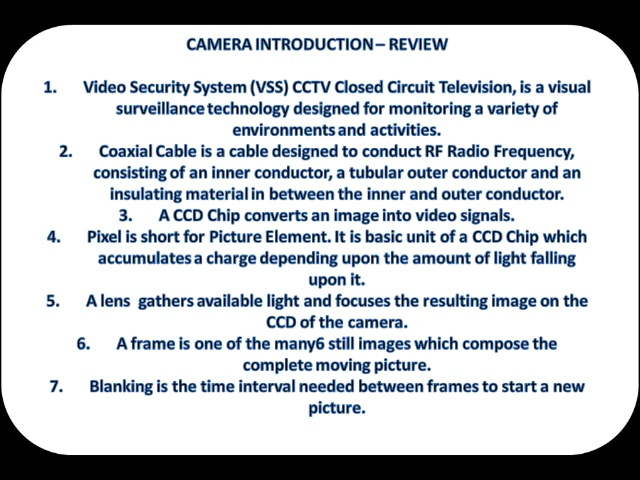 CAMERA INTRODUCTION – REVIEW
1. Video Security System (VSS) CCTV Closed Circuit Television, is a visual
surveillance technology designed for monitoring a variety of
environments and activities.
2. Coaxial Cable is a cable designed to conduct RF Radio Frequency,
consisting of an inner conductor, a tubular outer conductor and an
insulating material in between the inner and outer conductor.
3. A CCD Chip converts an image into video signals.
4. Pixel is short for Picture Element. It is basic unit of a CCD Chip which
accumulates a charge depending upon the amount of light falling
upon it.
5. A lens gathers available light and focuses the resulting image on the
CCD of the camera.
6. A frame is one of the many6 still images which compose the
complete moving picture.
7. Blanking is the time interval needed between frames to start a new
picture.